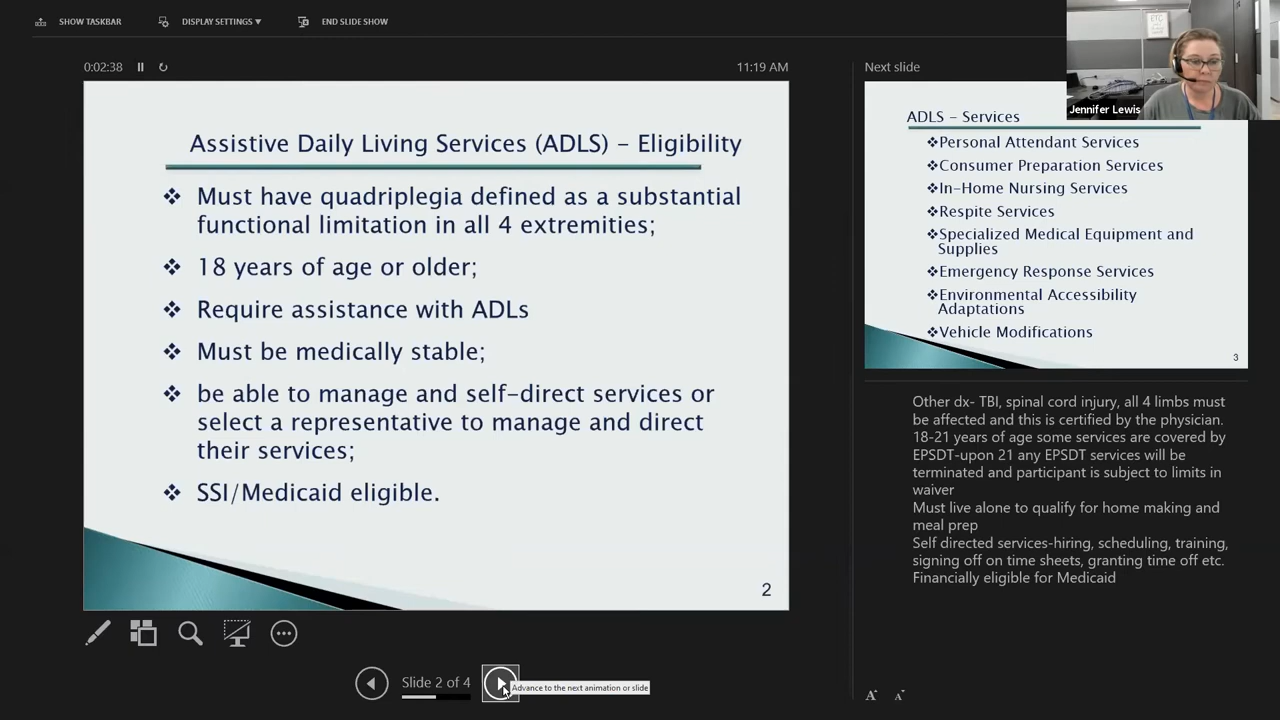 SHOW TASKBAR
DISPLAY SETTINGS ▼
END SLIDE SHOW
0:02:38
11:19 AM
Assistive Daily Living Services (ADLS) – Eligibility
❖ Must have quadriplegia defined as a substantial
functional limitation in all 4 extremities;
❖ 18 years of age or older;
❖ Require assistance with ADLs
❖ Must be medically stable;
❖ be able to manage and self-direct services or
select a representative to manage and direct
their services;
❖ SSI/Medicaid eligible.
2
Slide 2 of 4
Advance to the next animation or slide
Next slide
etc
Jennifer Lewis
ADLS – Services
❖Personal Attendant Services
❖Consumer Preparation Services
❖In-Home Nursing Services
❖Respite Services
❖Specialized Medical Equipment and
Supplies
❖Emergency Response Services
❖Environmental Accessibility
Adaptations
❖Vehicle Modifications
3
Other dx- TBI, spinal cord injury, all 4 limbs must
be affected and this is certified by the physician.
18-21 years of age some services are covered by
EPSDT-upon 21 any EPSDT services will be
terminated and participant is subject to limits in
waiver
Must live alone to qualify for home making and
meal prep
Self directed services-hiring, scheduling, training,
signing off on time sheets, granting time off etc.
Financially eligible for Medicaid
A A